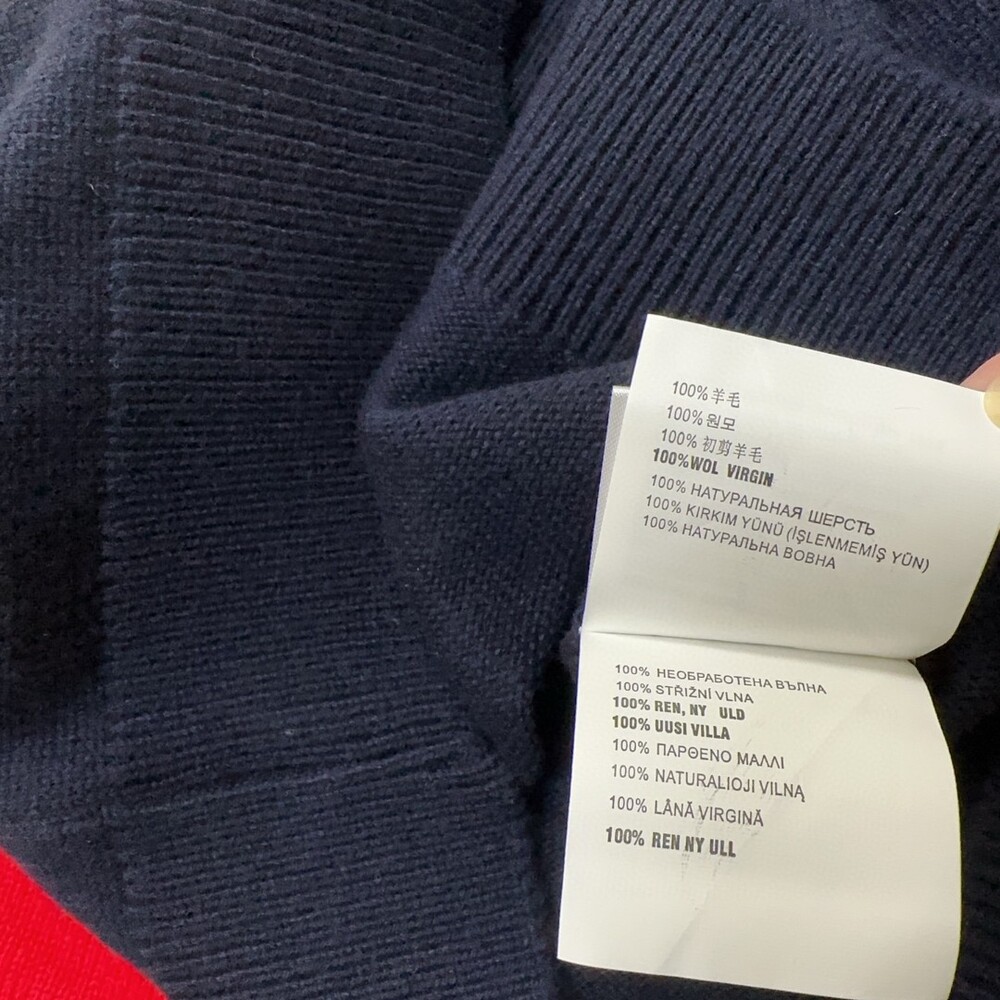 100%羊毛
100%원모
100% 初剪羊毛
100%WOL VIRGIN
100% НАТУРАЛЬНАЯ ШЕРСТЬ
100% KIRKIM YŪNÜ (İŞLENMEMİŞ YŪN)
100% НАТУРАЛЬНА ВОВНА
100% НЕОБРАБОТЕНА ВЪЛНА
100% STŘIŽNÍ VLNA
100% REN, NY ULD
100% UUSI VILLA
100% ΠΑΡΘΕΝΟ ΜΑΛΛΙ
100% NATURALIOJI VILNĄ
100% LÂNĂ VIRGINĂ
100% REN NY ULL